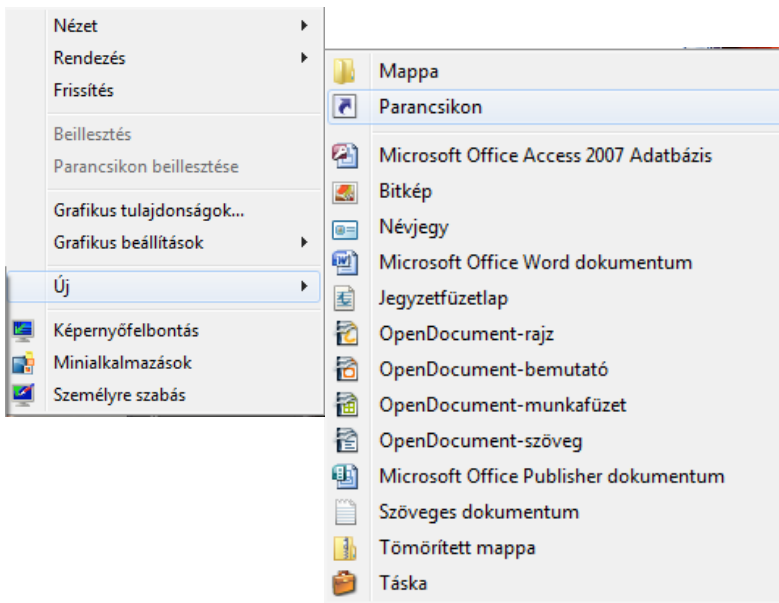 Nézet
Rendezés
Frissítés
Beillesztés
Parancsikon beillesztése
Grafikus tulajdonságok...
Grafikus beállítások
Új
Képernyőfelbontás
Minialkalmazások
Személyre szabás
Mappa
Parancsikon
Microsoft Office Access 2007 Adatbázis
Bitkép
Névjegy
Microsoft Office Word dokumentum
Jegyzetfüzetlap
OpenDocument-rajz
OpenDocument-bemutató
OpenDocument-munkafüzet
OpenDocument-szöveg
Microsoft Office Publisher dokumentum
Szöveges dokumentum
Tömörített mappa
Táska